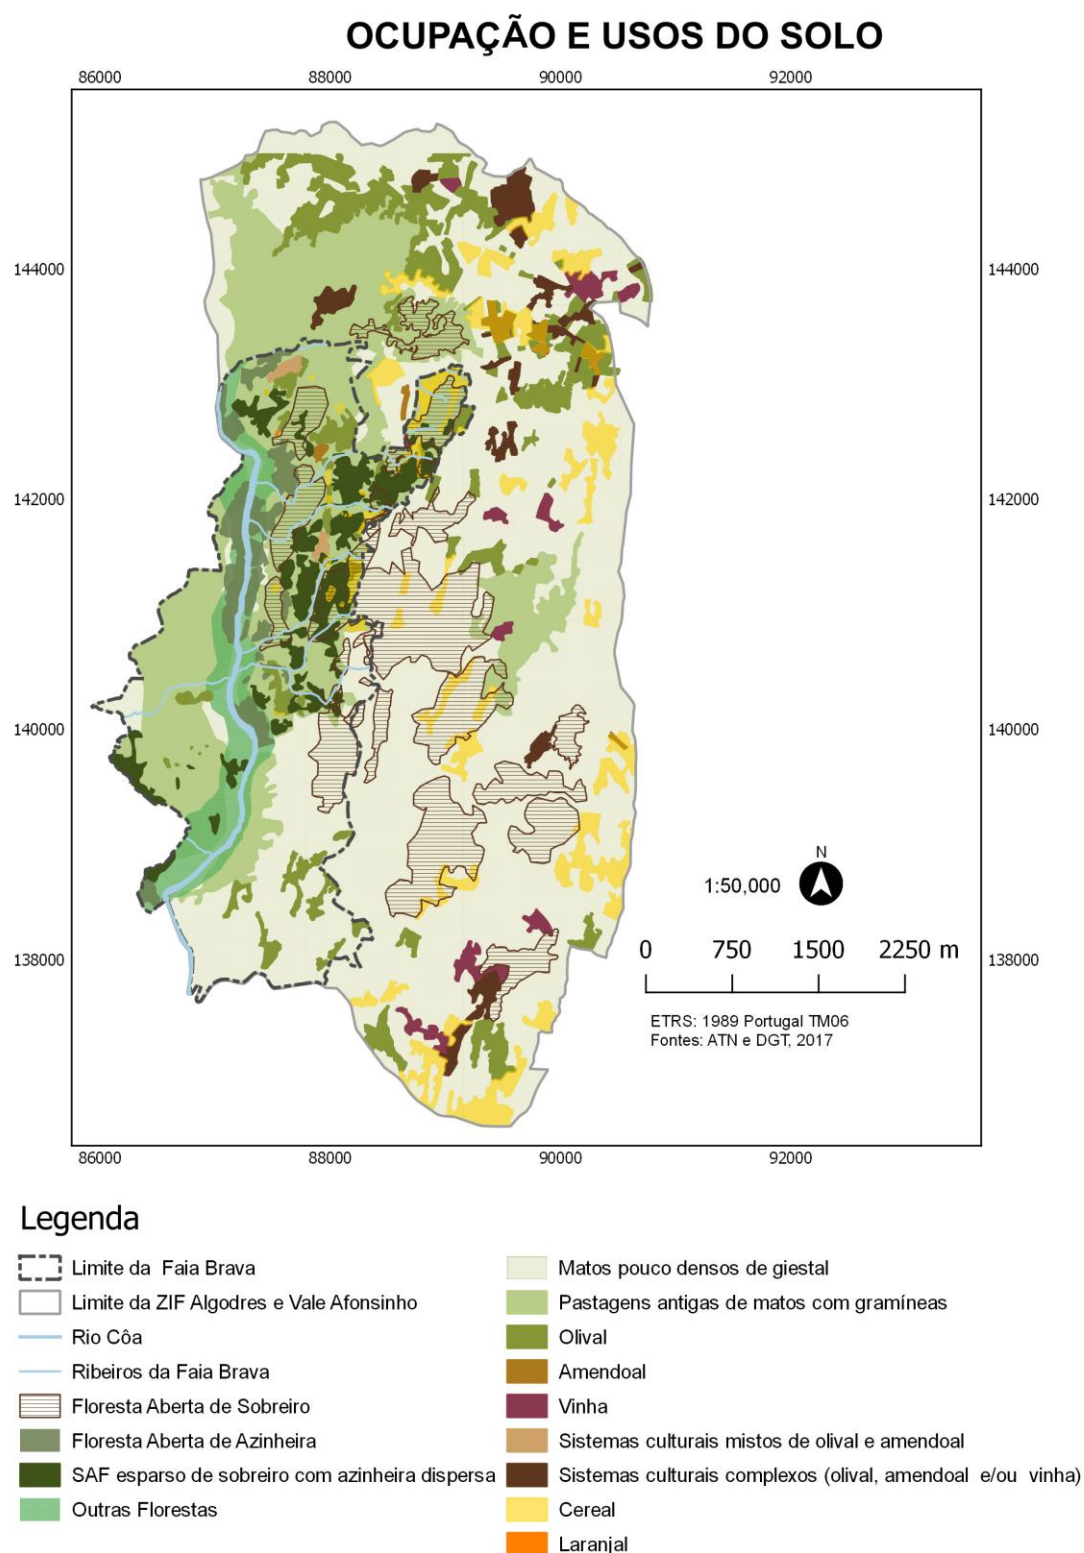 OCUPAÇÃO E USOS DO SOLO
86000 88000 90000 92000
144000 144000
142000 142000
140000 140000
N
1:50,000
138000 0 750 1500 2250 m 138000
ETRS: 1989 Portugal TM06
Fontes: ATN e DGT, 2017
86000 88000 90000 92000
Legenda
Limite da Faia Brava
Limite da ZIF Algodres e Vale Afonsinho
Rio Côa
Ribeiros da Faia Brava
Floresta Aberta de Sobreiro
Floresta Aberta de Azinheira
SAF esparso de sobreiro com azinheira dispersa
Outras Florestas
Matos pouco densos de giestal
Pastagens antigas de matos com gramíneas
Olival
Amendoal
Vinha
Sistemas culturais mistos de olival e amendoal
Sistemas culturais complexos (olival, amendoal e/ou vinha)
Cereal
Laranjal